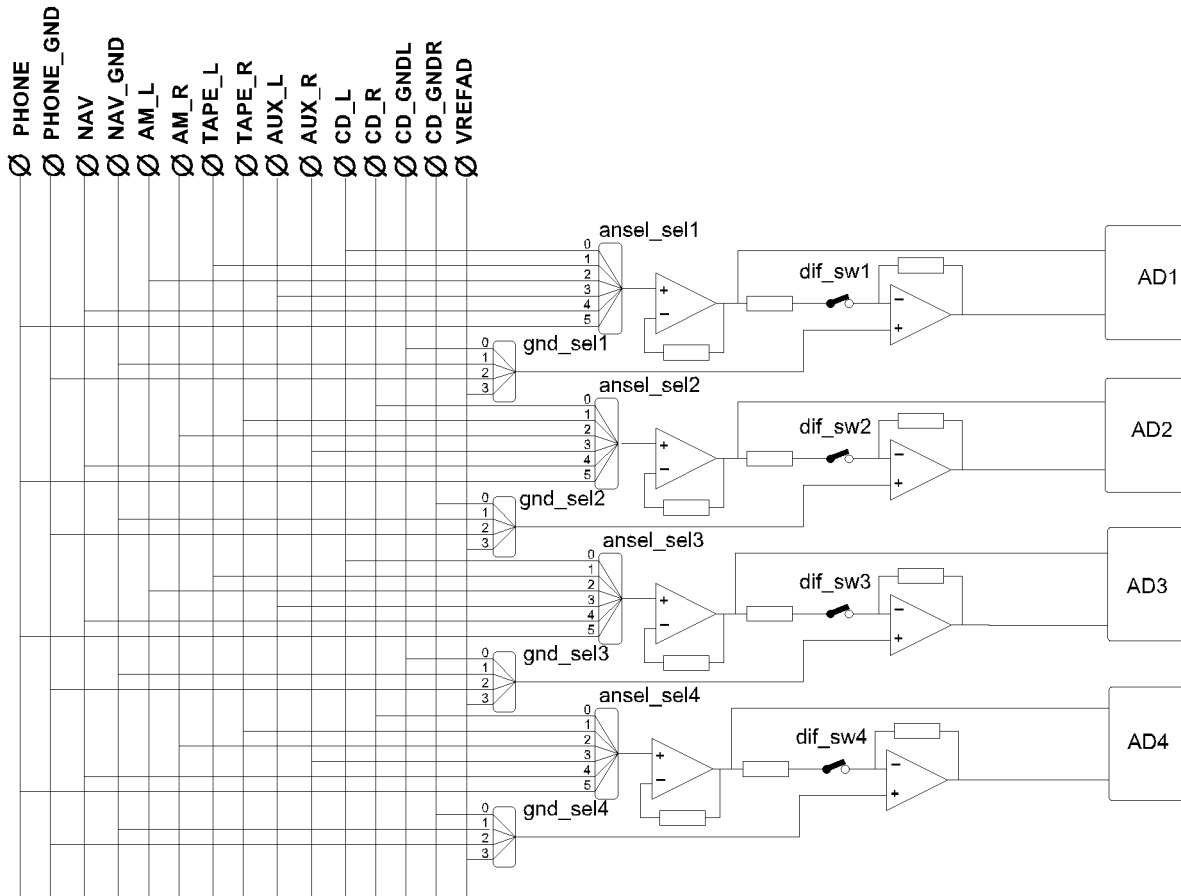 PHONE
PHONE_GND
NAV
NAV_GND
AM_L
AM_R
TAPE_L
TAPE_R
AUX_L
AUX_R
CD_L
CD_R
CD_GNDL
CD_GNDR
VREFAD
ansel_sel1
0
1
2
3
4
5
+
−
dif_sw1
−
+
AD1
gnd_sel1
0
1
2
3
ansel_sel2
0
1
2
3
4
5
+
−
dif_sw2
−
+
AD2
gnd_sel2
0
1
2
3
ansel_sel3
0
1
2
3
4
5
+
−
dif_sw3
−
+
AD3
gnd_sel3
0
1
2
3
ansel_sel4
0
1
2
3
4
5
+
−
dif_sw4
−
+
AD4
gnd_sel4
0
1
2
3